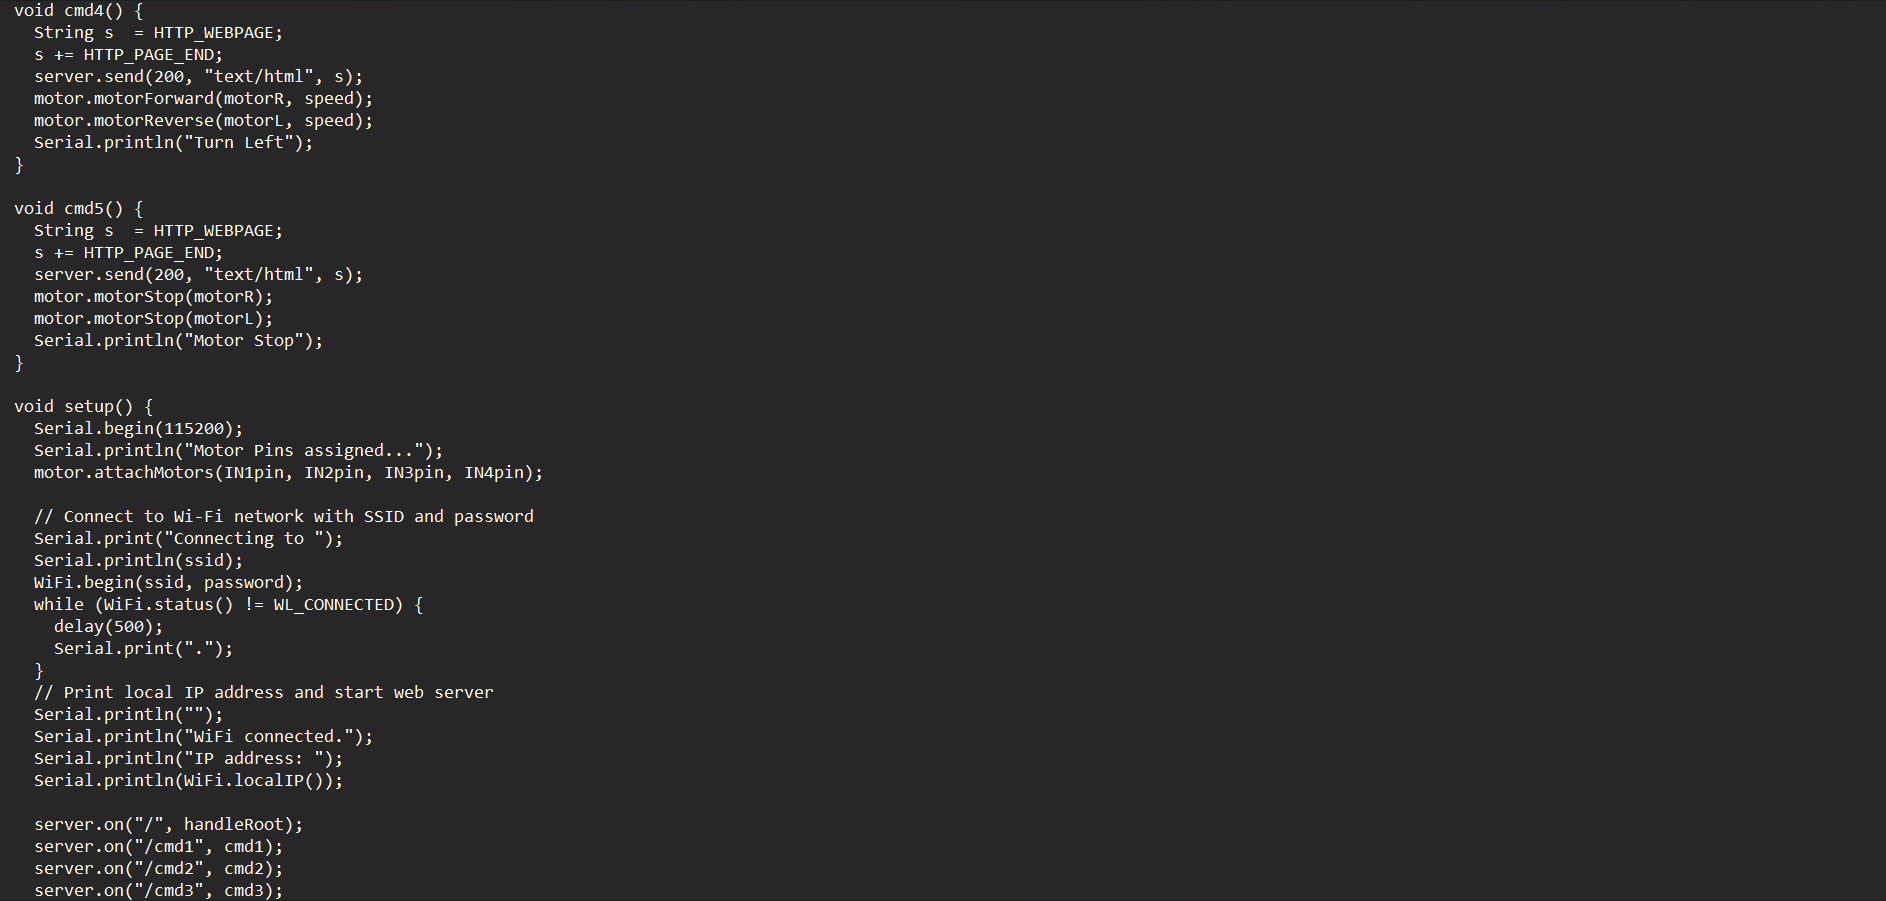 void cmd4() {
  String s  = HTTP_WEBPAGE;
  s += HTTP_PAGE_END;
  server.send(200, "text/html", s);
  motor.motorForward(motorR, speed);
  motor.motorReverse(motorL, speed);
  Serial.println("Turn Left");
}

void cmd5() {
  String s  = HTTP_WEBPAGE;
  s += HTTP_PAGE_END;
  server.send(200, "text/html", s);
  motor.motorStop(motorR);
  motor.motorStop(motorL);
  Serial.println("Motor Stop");
}

void setup() {
  Serial.begin(115200);
  Serial.println("Motor Pins assigned...");
  motor.attachMotors(IN1pin, IN2pin, IN3pin, IN4pin);

  // Connect to Wi-Fi network with SSID and password
  Serial.print("Connecting to ");
  Serial.println(ssid);
  WiFi.begin(ssid, password);
  while (WiFi.status() != WL_CONNECTED) {
    delay(500);
    Serial.print(".");
  }
  // Print local IP address and start web server
  Serial.println("");
  Serial.println("WiFi connected.");
  Serial.println("IP address: ");
  Serial.println(WiFi.localIP());

  server.on("/", handleRoot);
  server.on("/cmd1", cmd1);
  server.on("/cmd2", cmd2);
  server.on("/cmd3", cmd3);